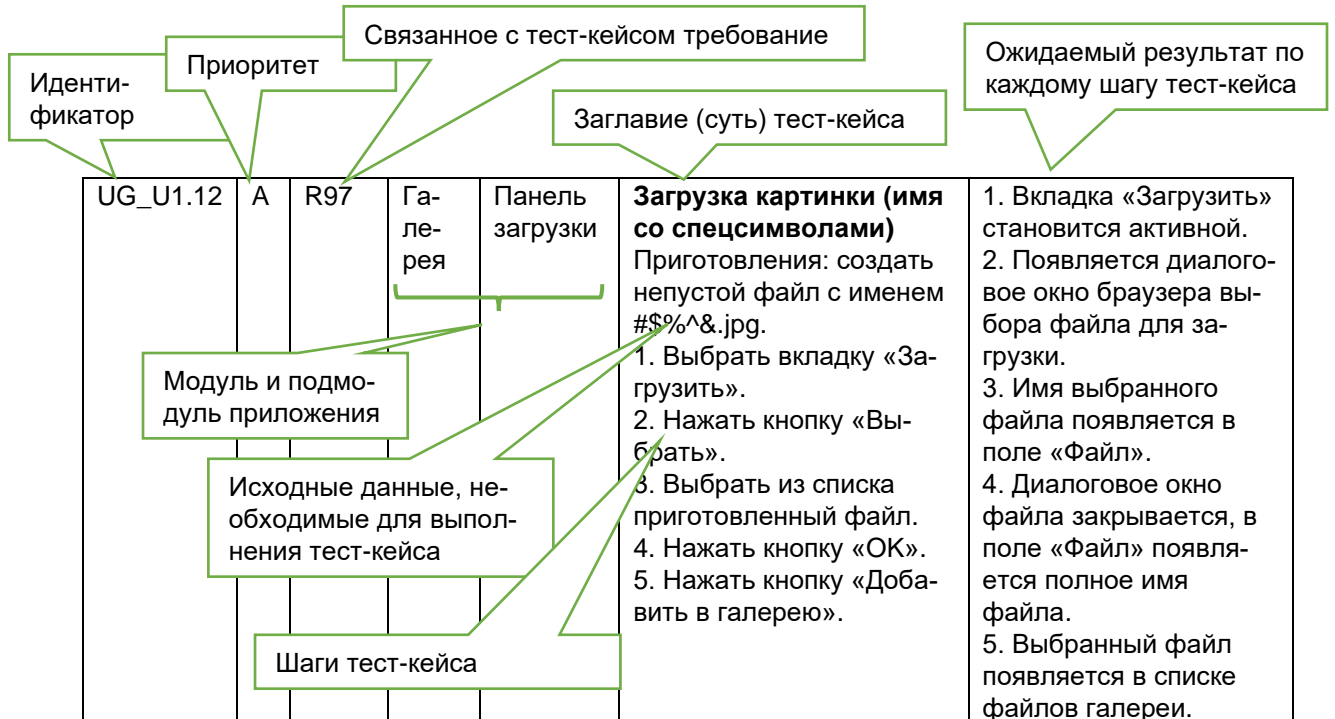 Связанное с тест-кейсом требование
Приоритет
Иденти-
фикатор
Заглавие (суть) тест-кейса
Ожидаемый результат по
каждому шагу тест-кейса
UG_U1.12
A
R97
Га-
ле-
рея
Панель
загрузки
Загрузка картинки (имя
со спецсимволами)
Приготовления: создать
непустой файл с именем
#$%^&.jpg.
1. Выбрать вкладку «За-
грузить».
2. Нажать кнопку «Вы-
брать».
3. Выбрать из списка
приготовленный файл.
4. Нажать кнопку «OK».
5. Нажать кнопку «Доба-
вить в галерею».
1. Вкладка «Загрузить»
становится активной.
2. Появляется диалого-
вое окно браузера вы-
бора файла для за-
грузки.
3. Имя выбранного
файла появляется в
поле «Файл».
4. Диалоговое окно
файла закрывается, в
поле «Файл» появля-
ется полное имя
файла.
5. Выбранный файл
появляется в списке
файлов галереи.
Модуль и подмо-
дуль приложения
Исходные данные, не-
обходимые для выпол-
нения тест-кейса
Шаги тест-кейса